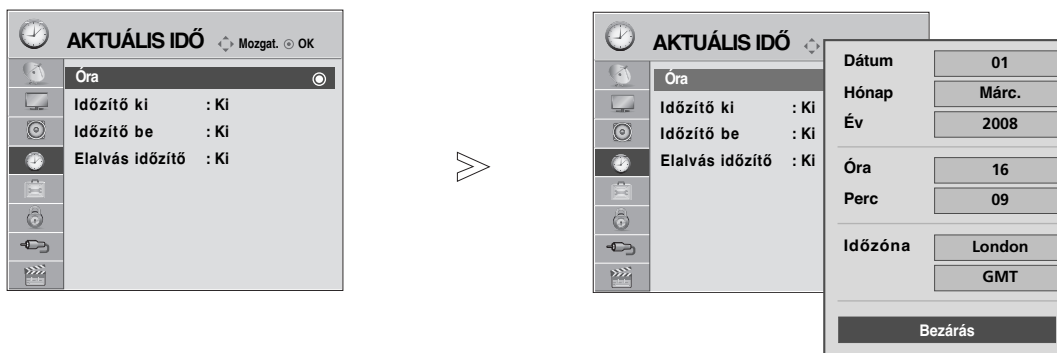 AKTUÁLIS IDŐ Mozgat. OK
Óra
Időzítő ki : Ki
Időzítő be : Ki
Elalvás időzítő : Ki
AKTUÁLIS IDŐ
Óra
Időzítő ki : Ki
Időzítő be : Ki
Elalvás időzítő : Ki
Dátum 01
Hónap Márc.
Év 2008
Óra 16
Perc 09
Időzóna London
GMT
Bezárás